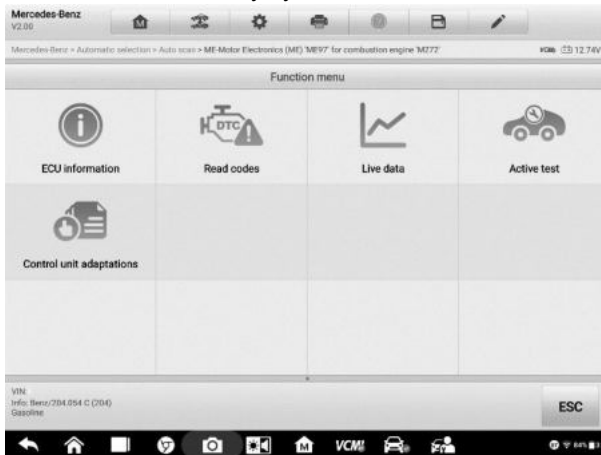 Mercedes-Benz
V2.00
Mercedes-Benz > Automatic selection > Auto scan > ME-Motor Electronics (ME) 'ME97' for combustion engine 'M272'
12.74V
Function menu
ECU information
DTC
Read codes
Live data
Active test
Control unit adaptations
VIN:
Info: Benz/204.054 C (204)
Gasoline
ESC
M
VCMI
84%